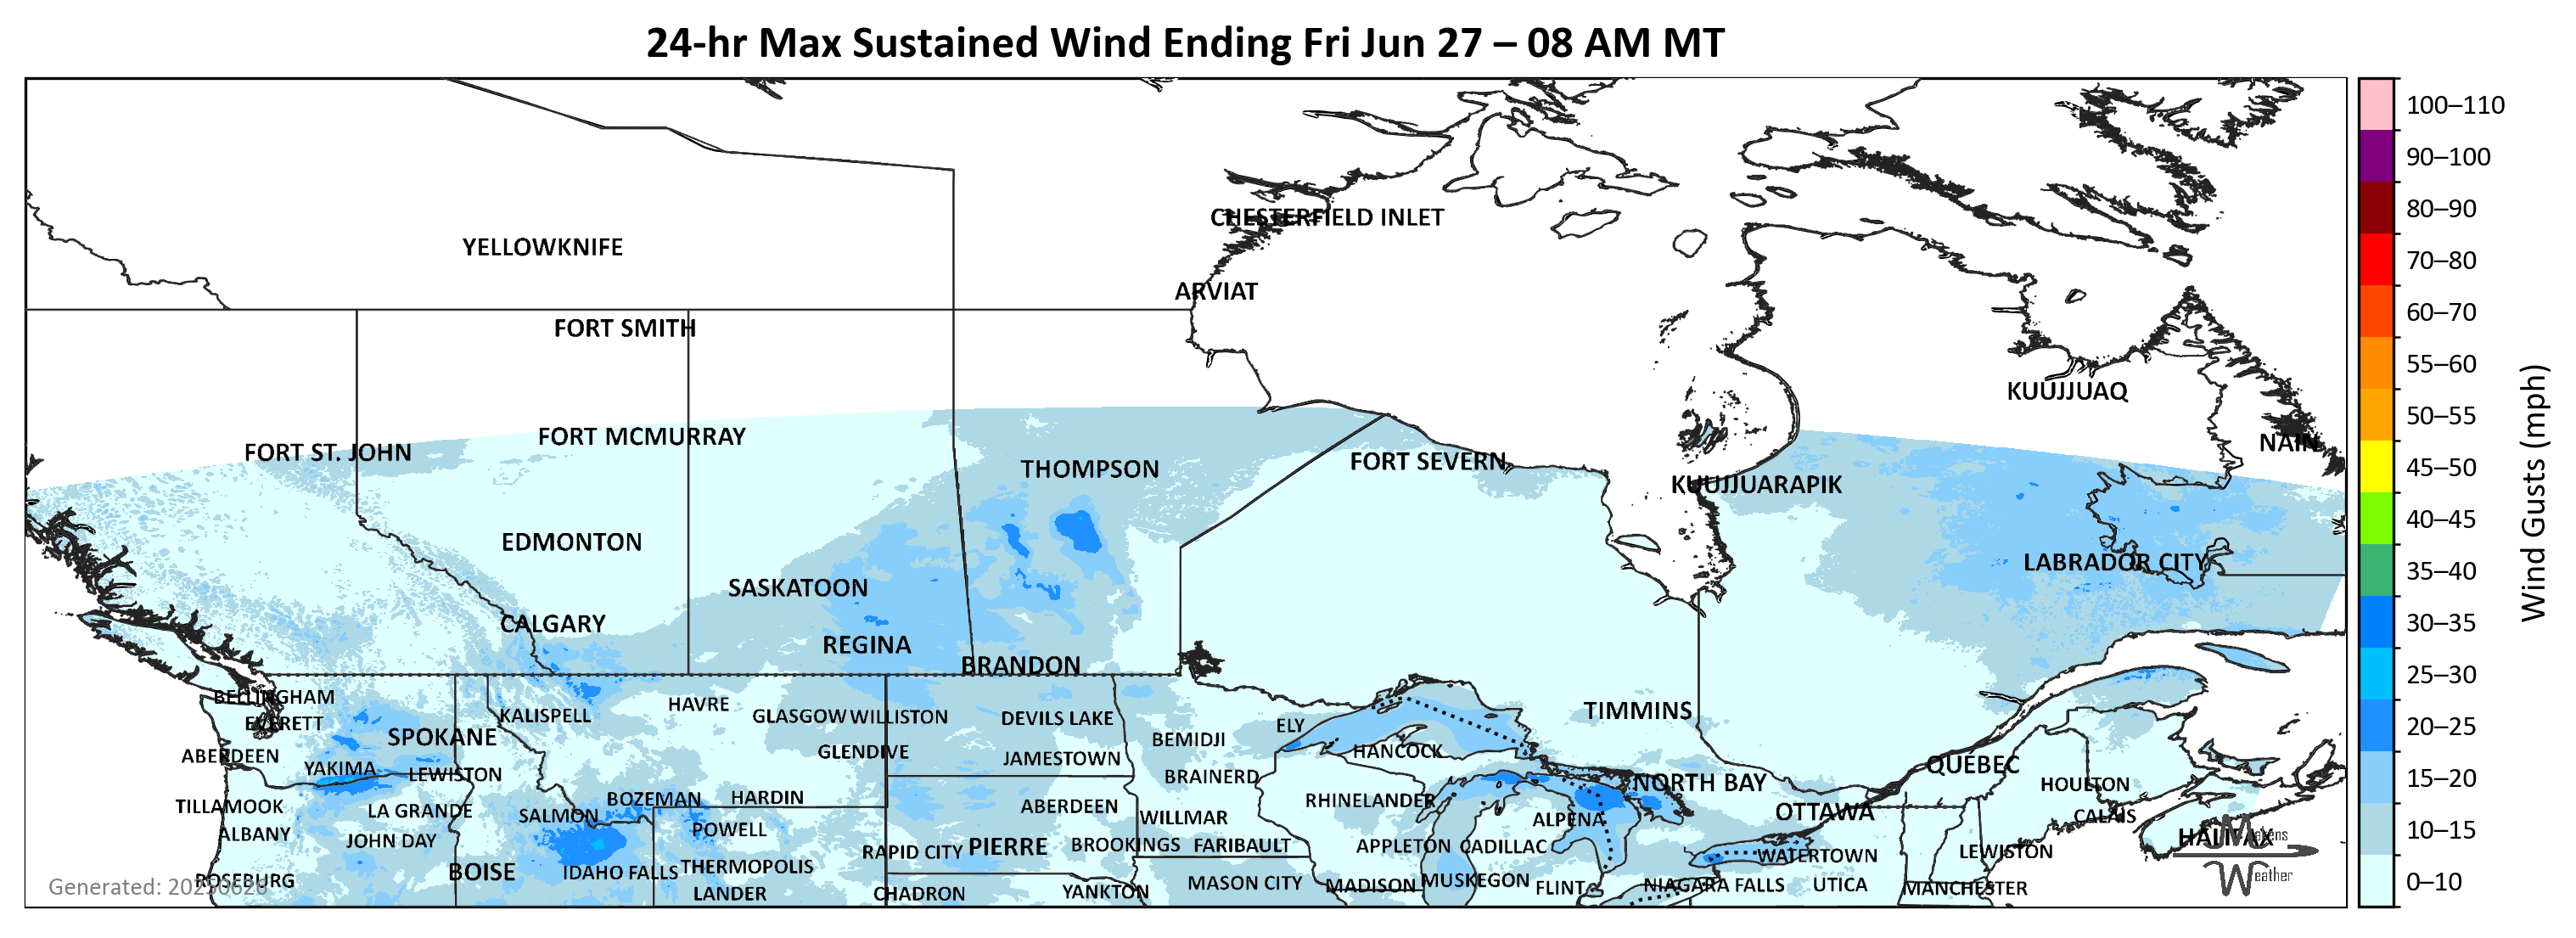 24-hr Max Sustained Wind Ending Fri Jun 27 – 08 AM MT
100–110
90–100
80–90
70–80
60–70
55–60
50–55
45–50
40–45
35–40
30–35
25–30
20–25
15–20
10–15
0–10
Wind Gusts (mph)
CHESTERFIELD INLET
YELLOWKNIFE
ARVIAT
FORT SMITH
KUUJJUAQ
FORT MCMURRAY
NAIN
FORT ST. JOHN
FORT SEVERN
THOMPSON
KUUJJUARAPIK
EDMONTON
LABRADOR CITY
SASKATOON
CALGARY
REGINA
BRANDON
BELLINGHAM
HAVRE
TIMMINS
KALISPELL
GLASGOW
WILLISTON
DEVILS LAKE
EVERETT
ELY
SPOKANE
BEMIDJI
HANCOCK
GLENDIVE
ABERDEEN
JAMESTOWN
QUÉBEC
YAKIMA
LEWISTON
BRAINERD
NORTH BAY
HOULTON
BOZEMAN
HARDIN
RHINELANDER
TILLAMOOK
LA GRANDE
ABERDEEN
OTTAWA
SALMON
WILLMAR
CALAIS
ALPENA
ALBANY
JOHN DAY
POWELL
HALIFAX
Makens
Weather
RAPID CITY
PIERRE
BROOKINGS
FARIBAULT
APPLETON
CADILLAC
WATERTOWN
LEWISTON
BOISE
IDAHO FALLS
THERMOPOLIS
ROSEBURG
MASON CITY
MADISON
MUSKEGON
FLINT
NIAGARA FALLS
UTICA
MANCHESTER
LANDER
CHADRON
YANKTON
Generated: 20250628